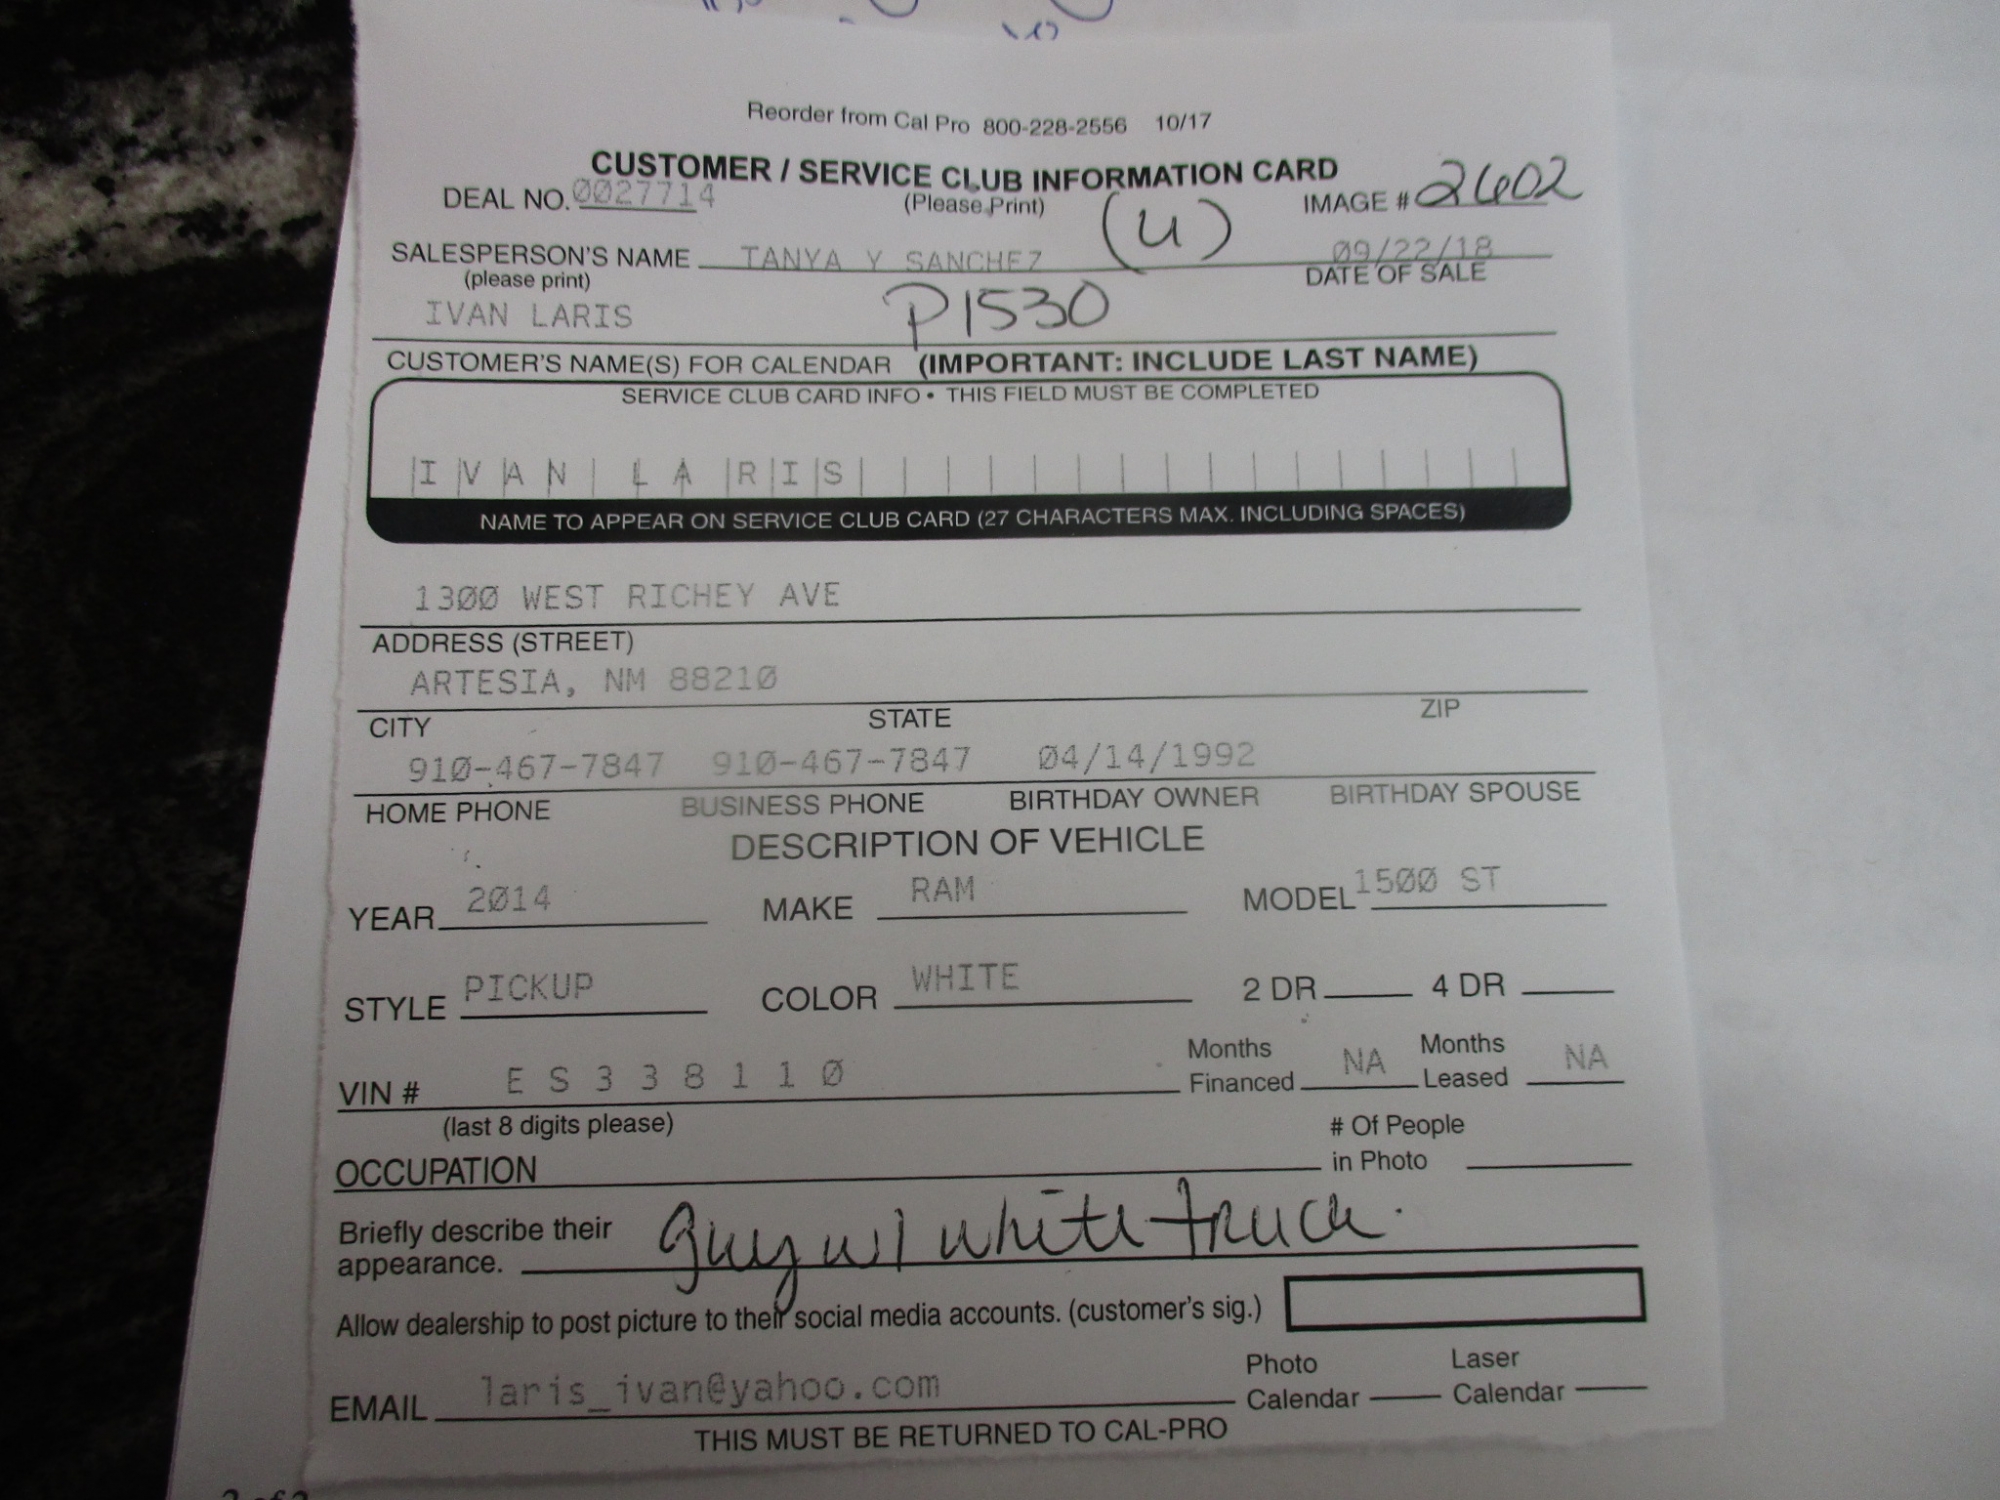 Reorder from Cal Pro 800-228-2556 10/17
CUSTOMER / SERVICE CLUB INFORMATION CARD
DEAL NO. 0027714 (Please Print) IMAGE # 2602
(U)
SALESPERSON'S NAME TANYA Y SANCHEZ 09/22/18
(please print) DATE OF SALE
IVAN LARIS P1530
CUSTOMER'S NAME(S) FOR CALENDAR (IMPORTANT: INCLUDE LAST NAME)
SERVICE CLUB CARD INFO • THIS FIELD MUST BE COMPLETED
IVAN LARIS
NAME TO APPEAR ON SERVICE CLUB CARD (27 CHARACTERS MAX. INCLUDING SPACES)
1300 WEST RICHEY AVE
ADDRESS (STREET)
ARTESIA, NM 88210
CITY STATE ZIP
910-467-7847 910-467-7847 04/14/1992
HOME PHONE BUSINESS PHONE BIRTHDAY OWNER BIRTHDAY SPOUSE
DESCRIPTION OF VEHICLE
YEAR 2014 MAKE RAM MODEL 1500 ST
STYLE PICKUP COLOR WHITE 2 DR 4 DR
VIN # E S 3 3 8 1 1 0 Months Financed NA Months Leased NA
(last 8 digits please)
OCCUPATION # Of People in Photo
Briefly describe their appearance. guy w/ white truck.
Allow dealership to post picture to their social media accounts. (customer's sig.)
EMAIL laris_ivan@yahoo.com Photo Calendar Laser Calendar
THIS MUST BE RETURNED TO CAL-PRO